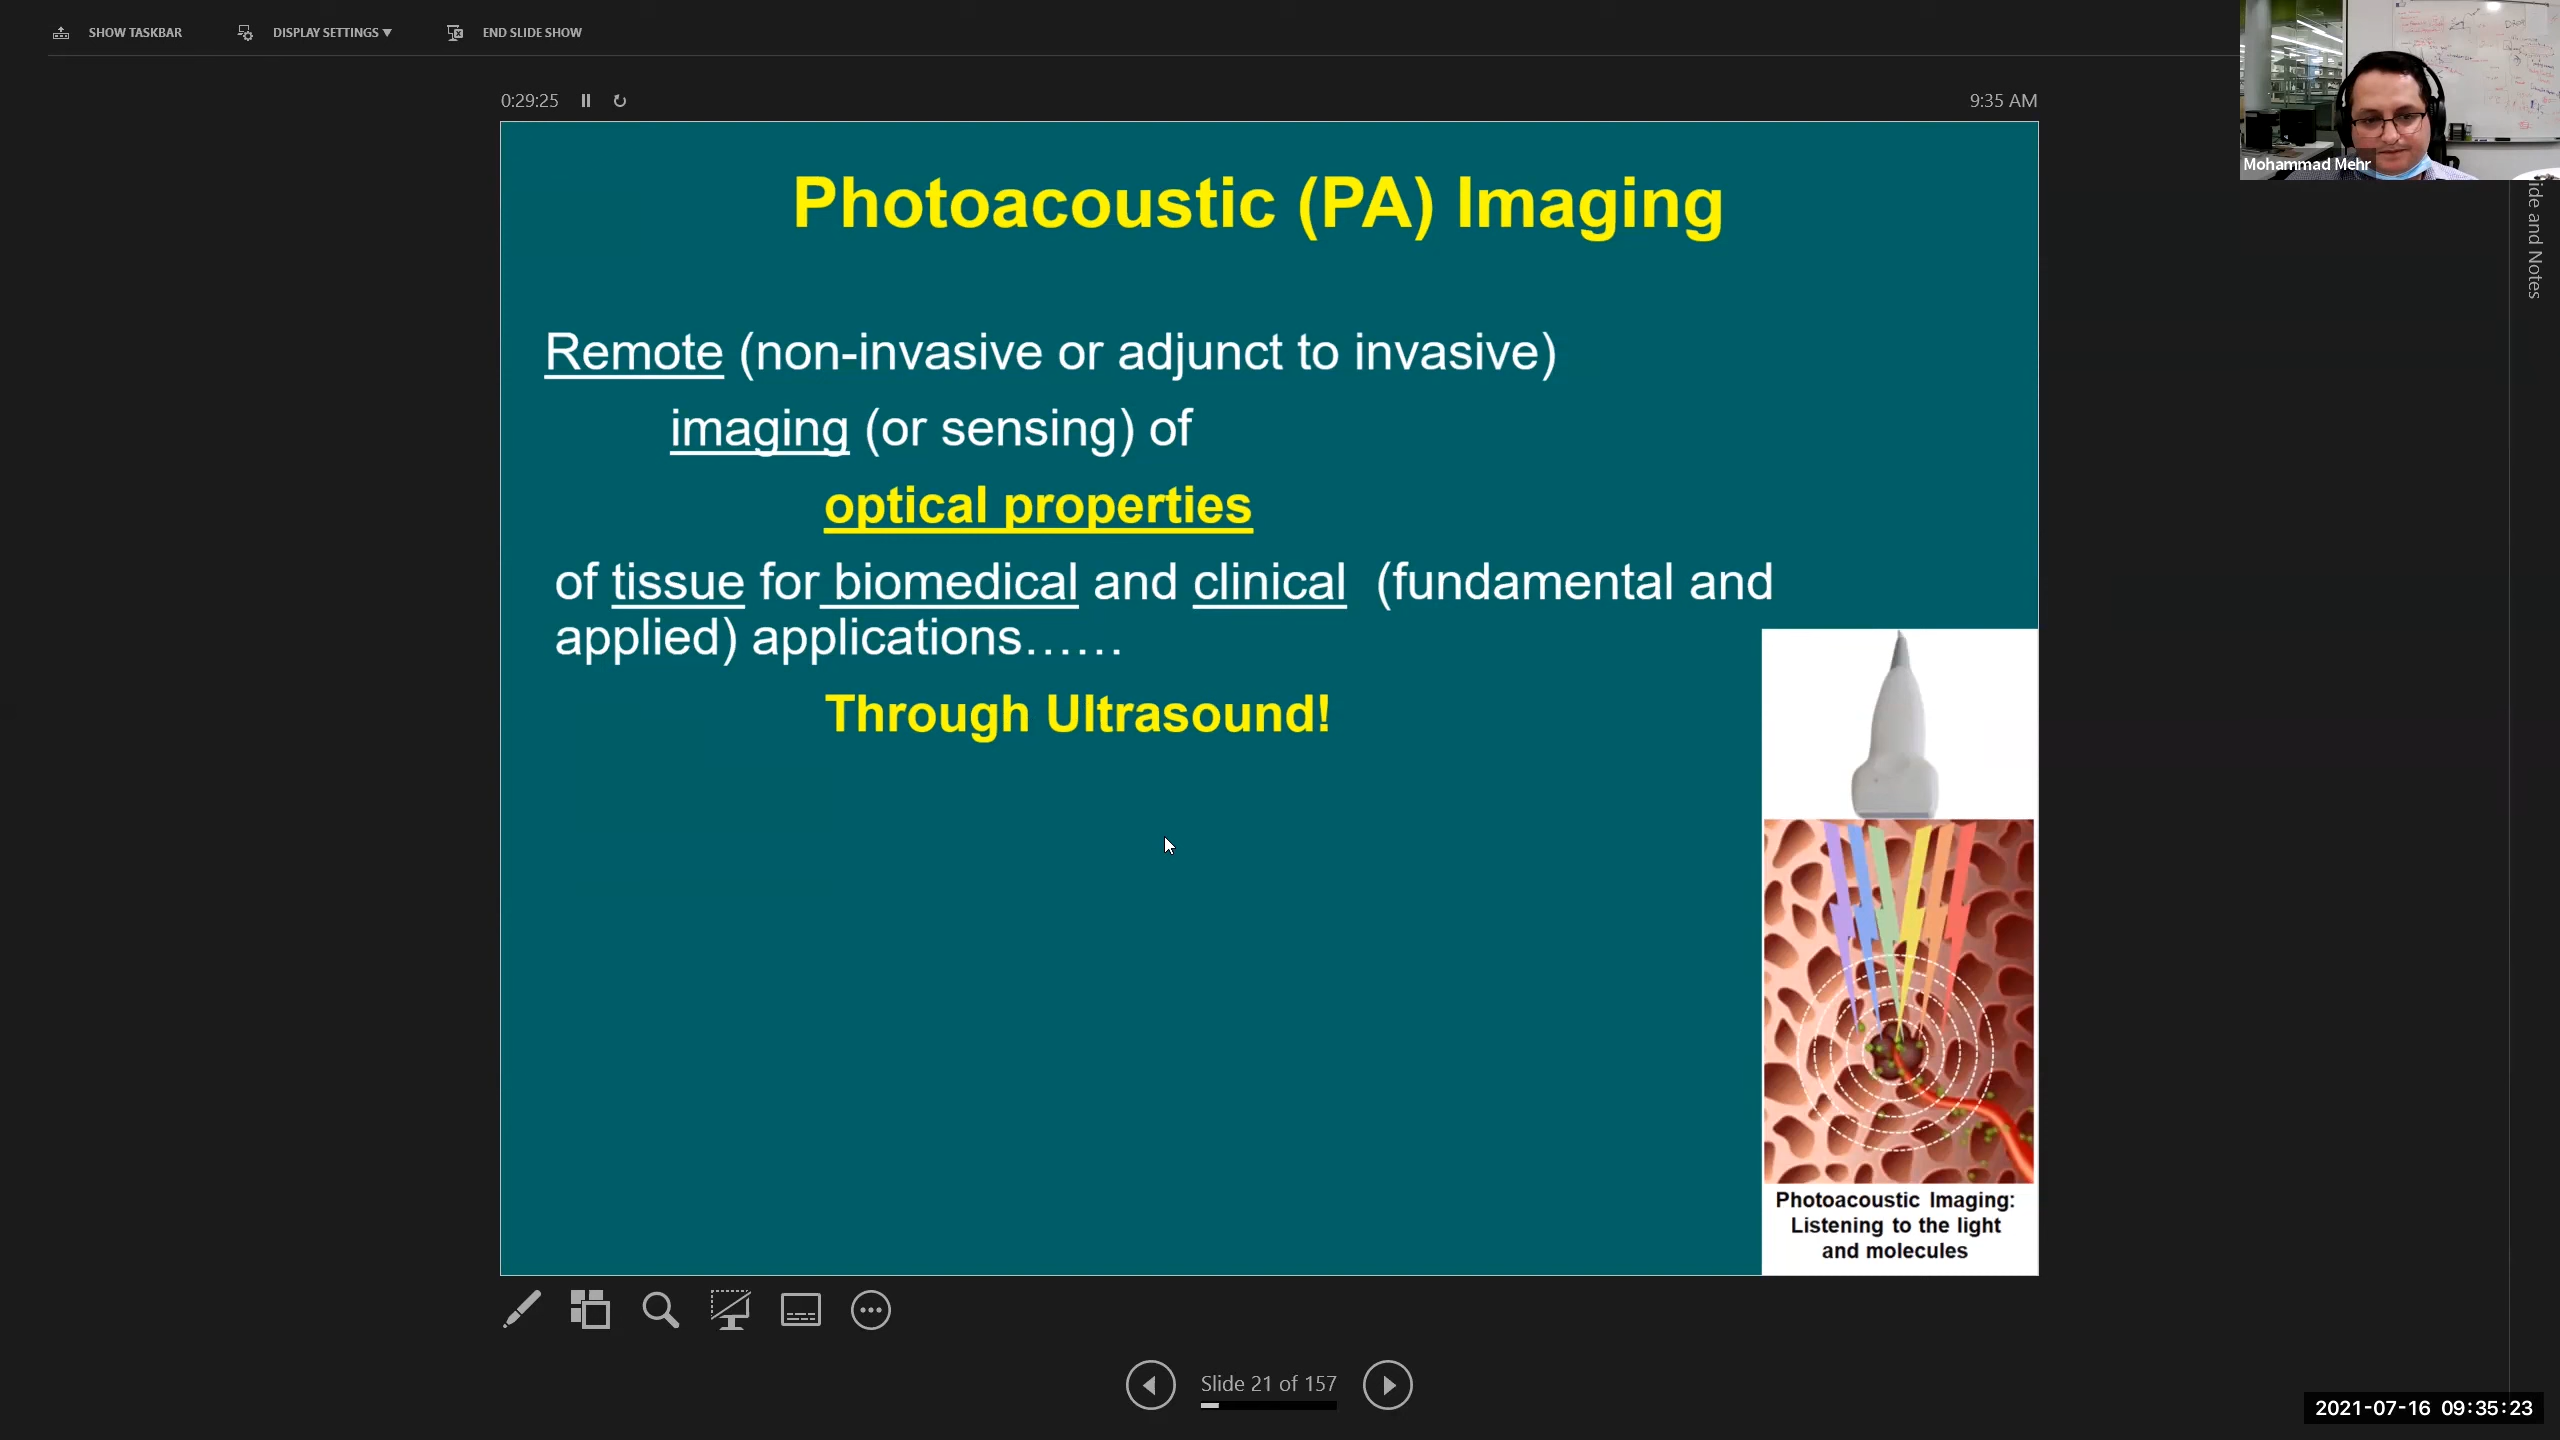 SHOW TASKBAR
DISPLAY SETTINGS ▼
END SLIDE SHOW
0:29:25
9:35 AM
Mohammad Mehr
Photoacoustic (PA) Imaging
Remote (non-invasive or adjunct to invasive)
imaging (or sensing) of
optical properties
of tissue for biomedical and clinical (fundamental and
applied) applications......
Through Ultrasound!
Photoacoustic Imaging:
Listening to the light
and molecules
Slide 21 of 157
ide and Notes
2021-07-16 09:35:23